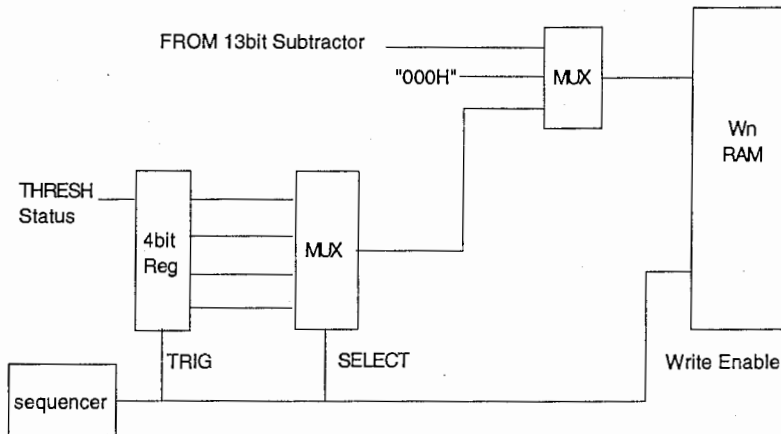 FROM 13bit Subtractor
"000H"
MUX
Wn
RAM
THRESH
Status
4bit
Reg
MUX
TRIG
SELECT
Write Enable
sequencer